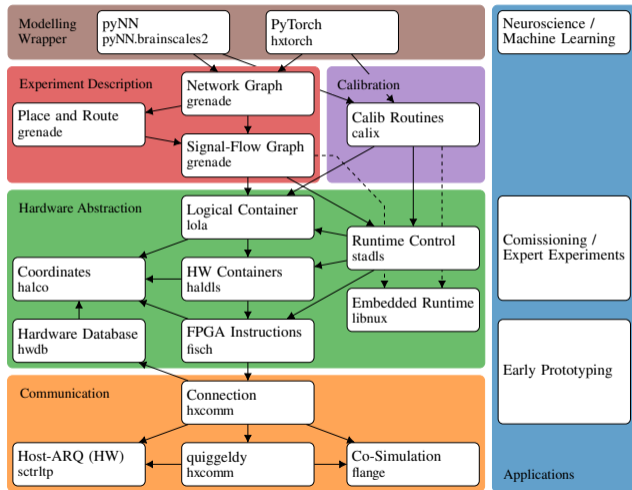 Modelling
Wrapper
pyNN
pyNN.brainscales2
PyTorch
hxtorch
Neuroscience /
Machine Learning
Experiment Description
Network Graph
grenade
Place and Route
grenade
Signal-Flow Graph
grenade
Calibration
Calib Routines
calix
Hardware Abstraction
Logical Container
lola
Runtime Control
stadls
Coordinates
halco
HW Containers
haldls
Embedded Runtime
libnux
Hardware Database
hwdb
FPGA Instructions
fisch
Comissioning /
Expert Experiments
Early Prototyping
Communication
Connection
hxcomm
Host-ARQ (HW)
sctrltp
quiggeldy
hxcomm
Co-Simulation
flange
Applications